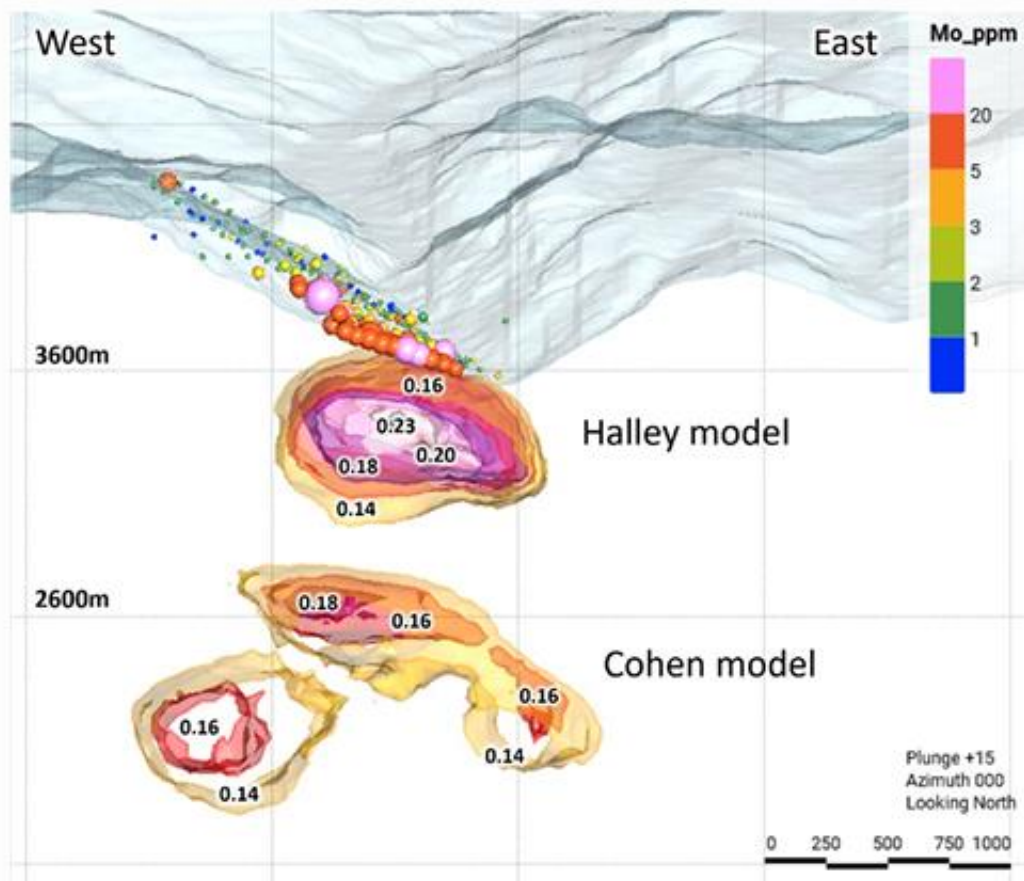 West
East
Mo_ppm
20
5
3
2
1
3600m
0.16
0.23
0.20
0.18
0.14
Halley model
2600m
0.18
0.16
Cohen model
0.16
0.16
0.14
0.14
Plunge +15
Azimuth 000
Looking North
0 250 500 750 1000